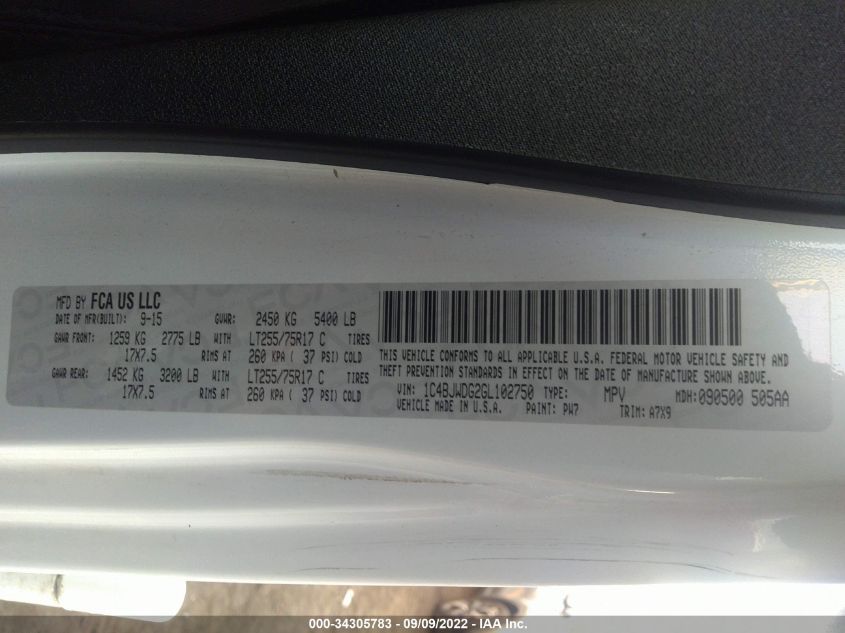 MFD BY FCA US LLC
DATE OF MFR(BUILT): 9-15 GVWR: 2450 KG 5400 LB
GAWR FRONT: 1259 KG 2775 LB WITH LT255/75R17 C TIRES
17X7.5 RIMS AT 260 KPA ( 37 PSI) COLD
GAWR REAR: 1452 KG 3200 LB WITH LT255/75R17 C TIRES
17X7.5 RIMS AT 260 KPA ( 37 PSI) COLD
THIS VEHICLE CONFORMS TO ALL APPLICABLE U.S.A. FEDERAL MOTOR VEHICLE SAFETY AND
THEFT PREVENTION STANDARDS IN EFFECT ON THE DATE OF MANUFACTURE SHOWN ABOVE.
VIN: 1C4BJWDG2GL102750 TYPE: MPV MDH: 090500 505AA
VEHICLE MADE IN U.S.A. PAINT: PW7 TRIM: A7X9
000-34305783 - 09/09/2022 - IAA Inc.